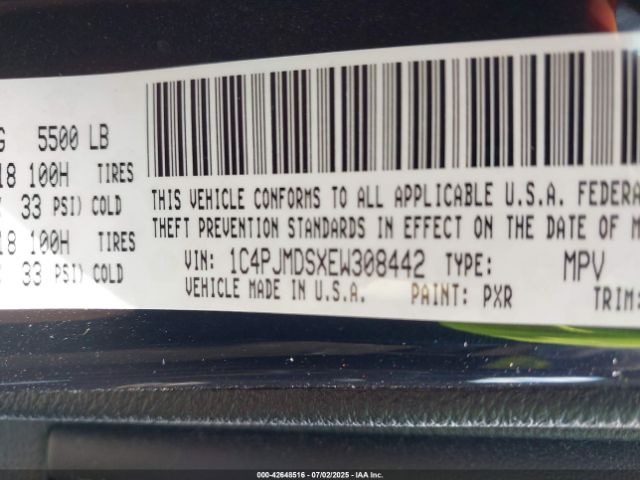 G 5500 LB
18 100H TIRES
33 PSI) COLD
18 100H TIRES
33 PSI) COLD
THIS VEHICLE CONFORMS TO ALL APPLICABLE U.S.A. FEDERA
THEFT PREVENTION STANDARDS IN EFFECT ON THE DATE OF M
VIN: 1C4PJMDSXEW308442 TYPE: MPV
VEHICLE MADE IN U.S.A. PAINT: PXR TRIM:
000-42648516 - 07/02/2025 - IAA Inc.